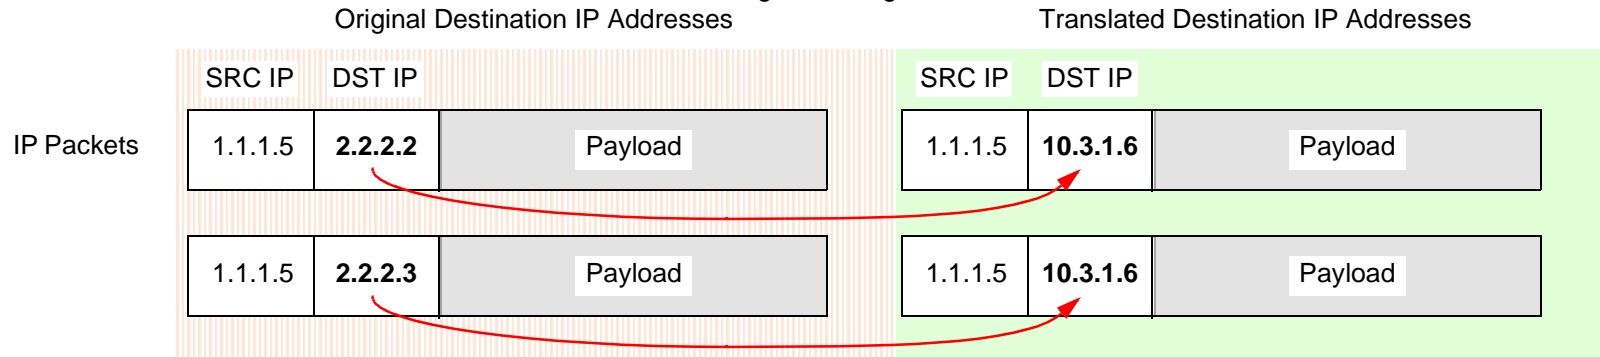 Original Destination IP Addresses Translated Destination IP Addresses
SRC IP DST IP SRC IP DST IP
IP Packets 1.1.1.5 2.2.2.2 Payload 1.1.1.5 10.3.1.6 Payload
1.1.1.5 2.2.2.3 Payload 1.1.1.5 10.3.1.6 Payload